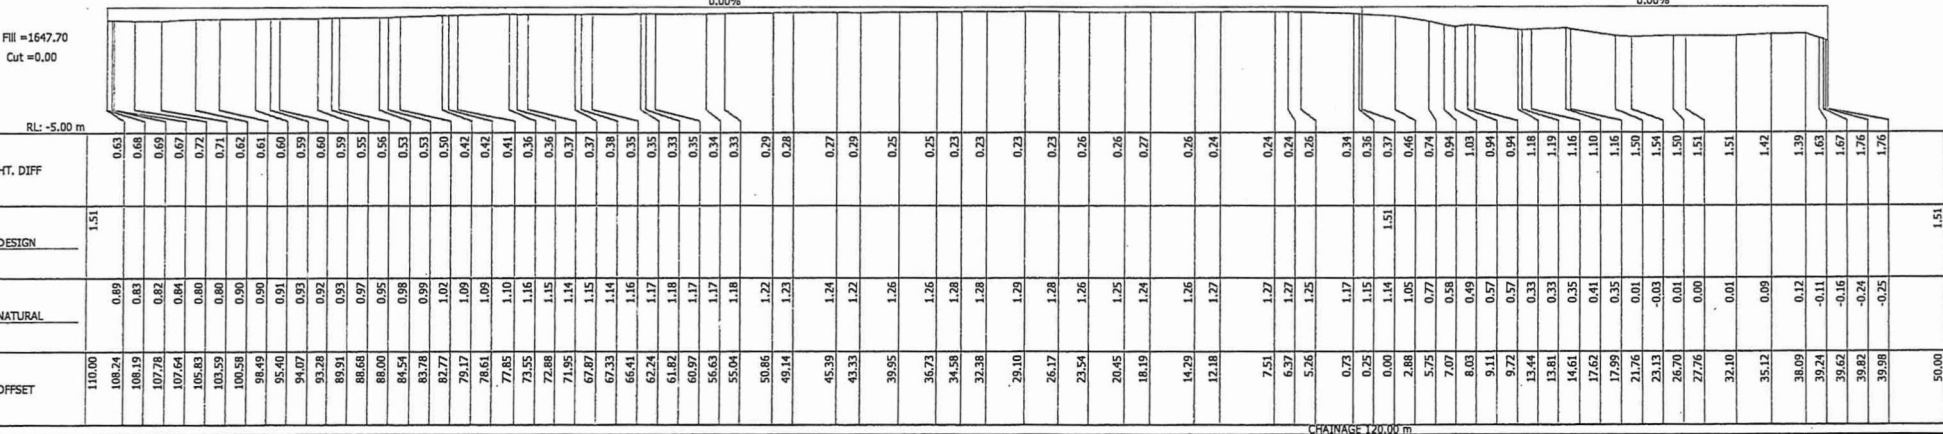 0.00% 0.00%
Fill =1647.70
Cut =0.00
RL: -5.00 m
HT. DIFF 0.63 0.68 0.69 0.67 0.72 0.71 0.62 0.61 0.60 0.59 0.60 0.59 0.55 0.56 0.53 0.53 0.50 0.42 0.42 0.41 0.36 0.36 0.37 0.37 0.38 0.35 0.35 0.33 0.35 0.34 0.33 0.29 0.28 0.27 0.29 0.25 0.25 0.23 0.23 0.23 0.23 0.26 0.26 0.27 0.26 0.24 0.24 0.24 0.26 0.34 0.36 0.37 0.46 0.74 0.94 1.03 0.94 0.94 1.18 1.19 1.16 1.10 1.16 1.50 1.54 1.50 1.51 1.51 1.42 1.39 1.63 1.67 1.76 1.76
DESIGN 1.51 1.51 1.51
NATURAL 0.89 0.83 0.82 0.84 0.80 0.80 0.90 0.90 0.91 0.93 0.92 0.93 0.97 0.95 0.98 0.99 1.02 1.09 1.09 1.10 1.16 1.15 1.14 1.15 1.14 1.16 1.17 1.18 1.17 1.17 1.18 1.22 1.23 1.24 1.22 1.26 1.26 1.28 1.28 1.29 1.28 1.26 1.25 1.24 1.26 1.27 1.27 1.27 1.25 1.17 1.15 1.14 1.05 0.77 0.58 0.49 0.57 0.57 0.33 0.33 0.35 0.41 0.35 0.01 -0.03 0.01 0.00 0.01 0.09 0.12 -0.11 -0.16 -0.24 -0.25
OFFSET 110.00 108.24 108.19 107.78 107.64 105.83 103.59 100.58 98.49 95.40 94.07 93.28 89.91 88.68 88.00 84.54 83.78 82.77 79.17 78.61 77.85 73.55 72.88 71.95 67.87 67.33 66.41 62.24 61.82 60.97 56.63 55.04 50.86 49.14 45.39 43.33 39.95 36.73 34.58 32.38 29.10 26.17 23.54 20.45 18.19 14.29 12.18 7.51 6.37 5.26 0.73 0.25 0.00 2.88 5.75 7.07 8.03 9.11 9.72 13.44 13.81 14.61 17.62 17.99 21.76 23.13 26.70 27.76 32.10 35.12 38.09 39.24 39.62 39.82 39.98 50.00
CHAINAGE 120.00 m